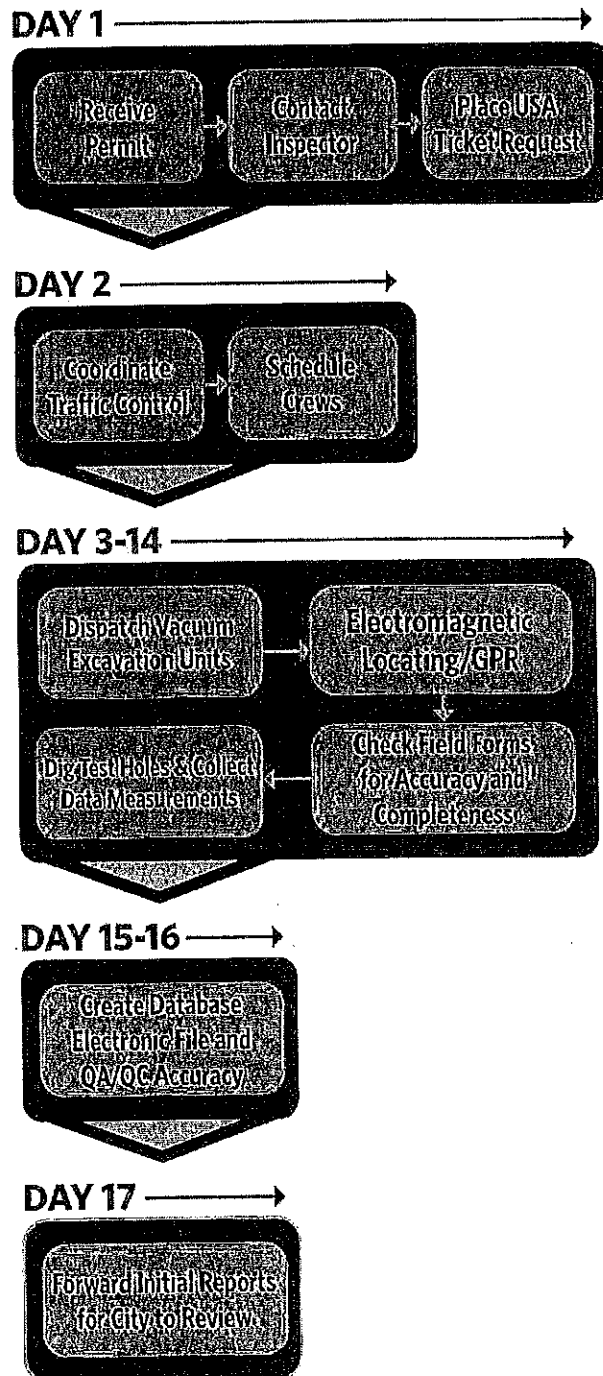 DAY 1
Receive
Permit
Contact
Inspector
Place USA
Ticket Request
DAY 2
Coordinate
Traffic Control
Schedule
Crews
DAY 3-14
Dispatch Vacuum
Excavation Units
Electromagnetic
Locating/GPR
Check Field Forms
for Accuracy and
Completeness
Dig Test Holes & Collect
Data Measurements
DAY 15-16
Create Database
Electronic File and
QA/QC Accuracy
DAY 17
Forward Initial Reports
for City to Review